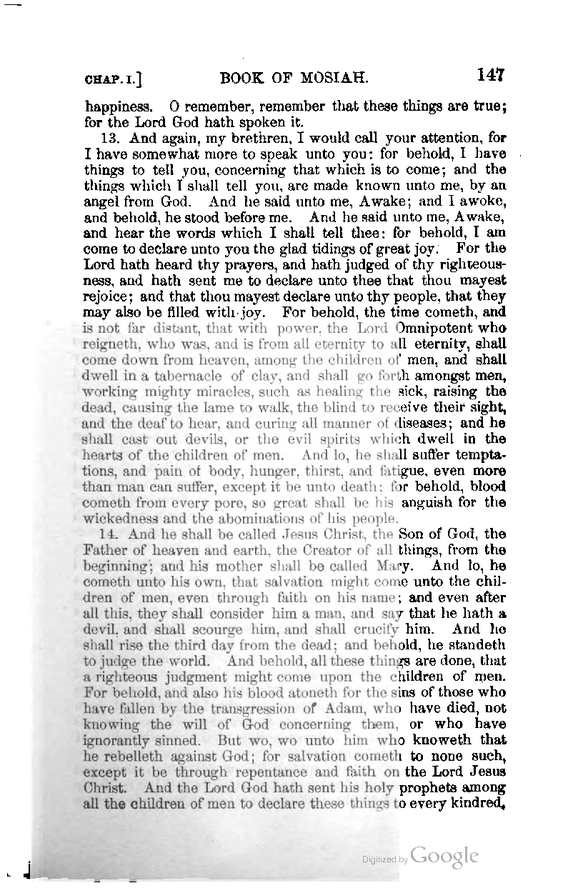 CHAP. I.] BOOK OF MOSIAH. 147
happiness. O remember, remember that these things are true;
for the Lord God hath spoken it.
13. And again, my brethren, I would call your attention, for
I have somewhat more to speak unto you: for behold, I have
things to tell you, concerning that which is to come; and the
things which I shall tell you, are made known unto me, by an
angel from God. And he said unto me, Awake; and I awoke,
and behold, he stood before me. And he said unto me, Awake,
and hear the words which I shall tell thee: for behold, I am
come to declare unto you the glad tidings of great joy. For the
Lord hath heard thy prayers, and hath judged of thy righteous-
ness, and hath sent me to declare unto thee that thou mayest
rejoice; and that thou mayest declare unto thy people, that they
may also be filled with joy. For behold, the time cometh, and
is not far distant, that with power, the Lord Omnipotent who
reigneth, who was, and is from all eternity to all eternity, shall
come down from heaven, among the children of men, and shall
dwell in a tabernacle of clay, and shall go forth amongst men,
working mighty miracles, such as healing the sick, raising the
dead, causing the lame to walk, the blind to receive their sight,
and the deaf to hear, and curing all manner of diseases; and he
shall cast out devils, or the evil spirits which dwell in the
hearts of the children of men. And lo, he shall suffer tempta-
tions, and pain of body, hunger, thirst, and fatigue, even more
than man can suffer, except it be unto death; for behold, blood
cometh from every pore, so great shall be his anguish for the
wickedness and the abominations of his people.
14. And he shall be called Jesus Christ, the Son of God, the
Father of heaven and earth, the Creator of all things, from the
beginning; and his mother shall be called Mary. And lo, he
cometh unto his own, that salvation might come unto the chil-
dren of men, even through faith on his name; and even after
all this, they shall consider him a man, and say that he hath a
devil, and shall scourge him, and shall crucify him. And he
shall rise the third day from the dead; and behold, he standeth
to judge the world. And behold, all these things are done, that
a righteous judgment might come upon the children of men.
For behold, and also his blood atoneth for the sins of those who
have fallen by the transgression of Adam, who have died, not
knowing the will of God concerning them, or who have
ignorantly sinned. But wo, wo unto him who knoweth that
he rebelleth against God; for salvation cometh to none such,
except it be through repentance and faith on the Lord Jesus
Christ. And the Lord God hath sent his holy prophets among
all the children of men to declare these things to every kindred,
Digitized by Google